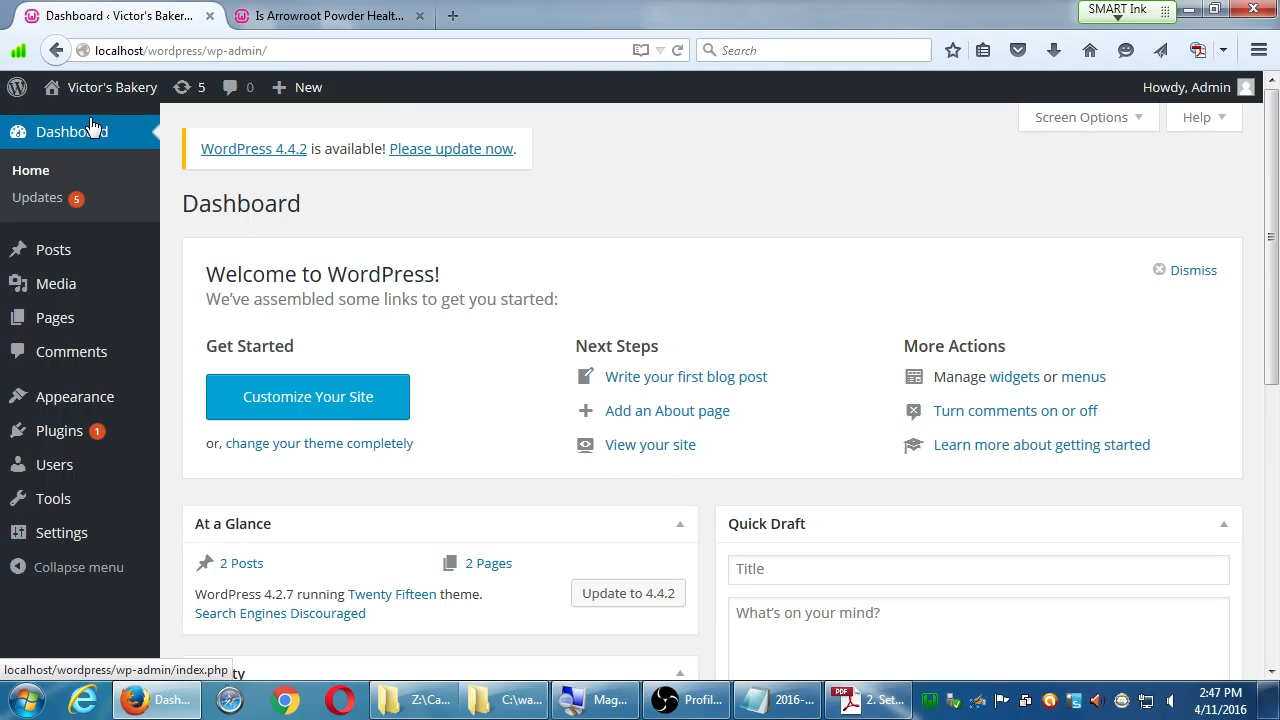 Dashboard ‹ Victor's Bakery...
Is Arrowroot Powder Healt...
SMART Ink
localhost/wordpress/wp-admin/
Search
Victor's Bakery
5
0
New
Howdy, Admin
Dashboard
Home
Updates 5
Posts
Media
Pages
Comments
Appearance
Plugins 1
Users
Tools
Settings
Collapse menu
Screen Options
Help
WordPress 4.4.2 is available! Please update now.
Dashboard
Welcome to WordPress!
We've assembled some links to get you started:
Dismiss
Get Started
Customize Your Site
or, change your theme completely
Next Steps
Write your first blog post
Add an About page
View your site
More Actions
Manage widgets or menus
Turn comments on or off
Learn more about getting started
At a Glance
2 Posts
2 Pages
WordPress 4.2.7 running Twenty Fifteen theme.
Update to 4.4.2
Search Engines Discouraged
Quick Draft
Title
What's on your mind?
localhost/wordpress/wp-admin/index.php
Dash...
Z:\Ca...
C:\wa...
Mag...
Profil...
2016-...
PDF
2. Set...
2:47 PM
4/11/2016